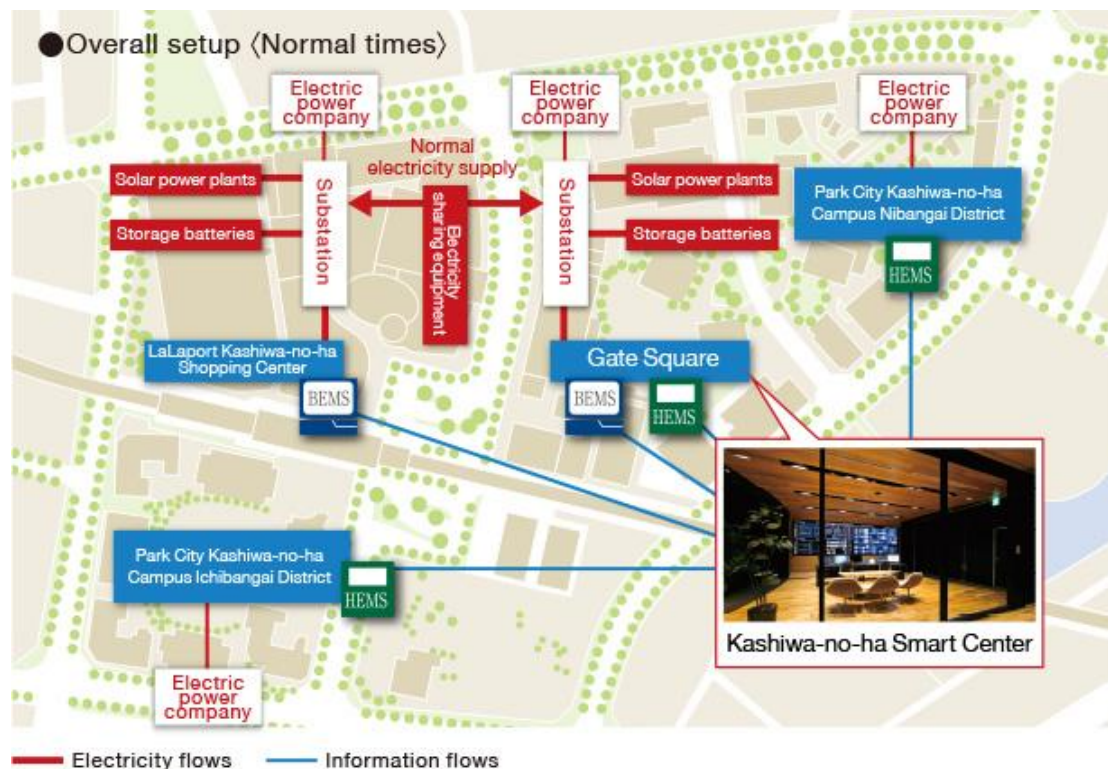 ●Overall setup〈Normal times〉
Electric
power
company
Electric
power
company
Electric
power
company
Normal
electricity supply
Solar power plants
Storage batteries
Substation
Electricity
sharing equipment
Substation
Solar power plants
Storage batteries
Park City Kashiwa-no-ha
Campus Nibangai District
HEMS
LaLaport Kashiwa-no-ha
Shopping Center
BEMS
Gate Square
BEMS
HEMS
Park City Kashiwa-no-ha
Campus Ichibangai District
HEMS
Kashiwa-no-ha Smart Center
Electric
power
company
Electricity flows
Information flows